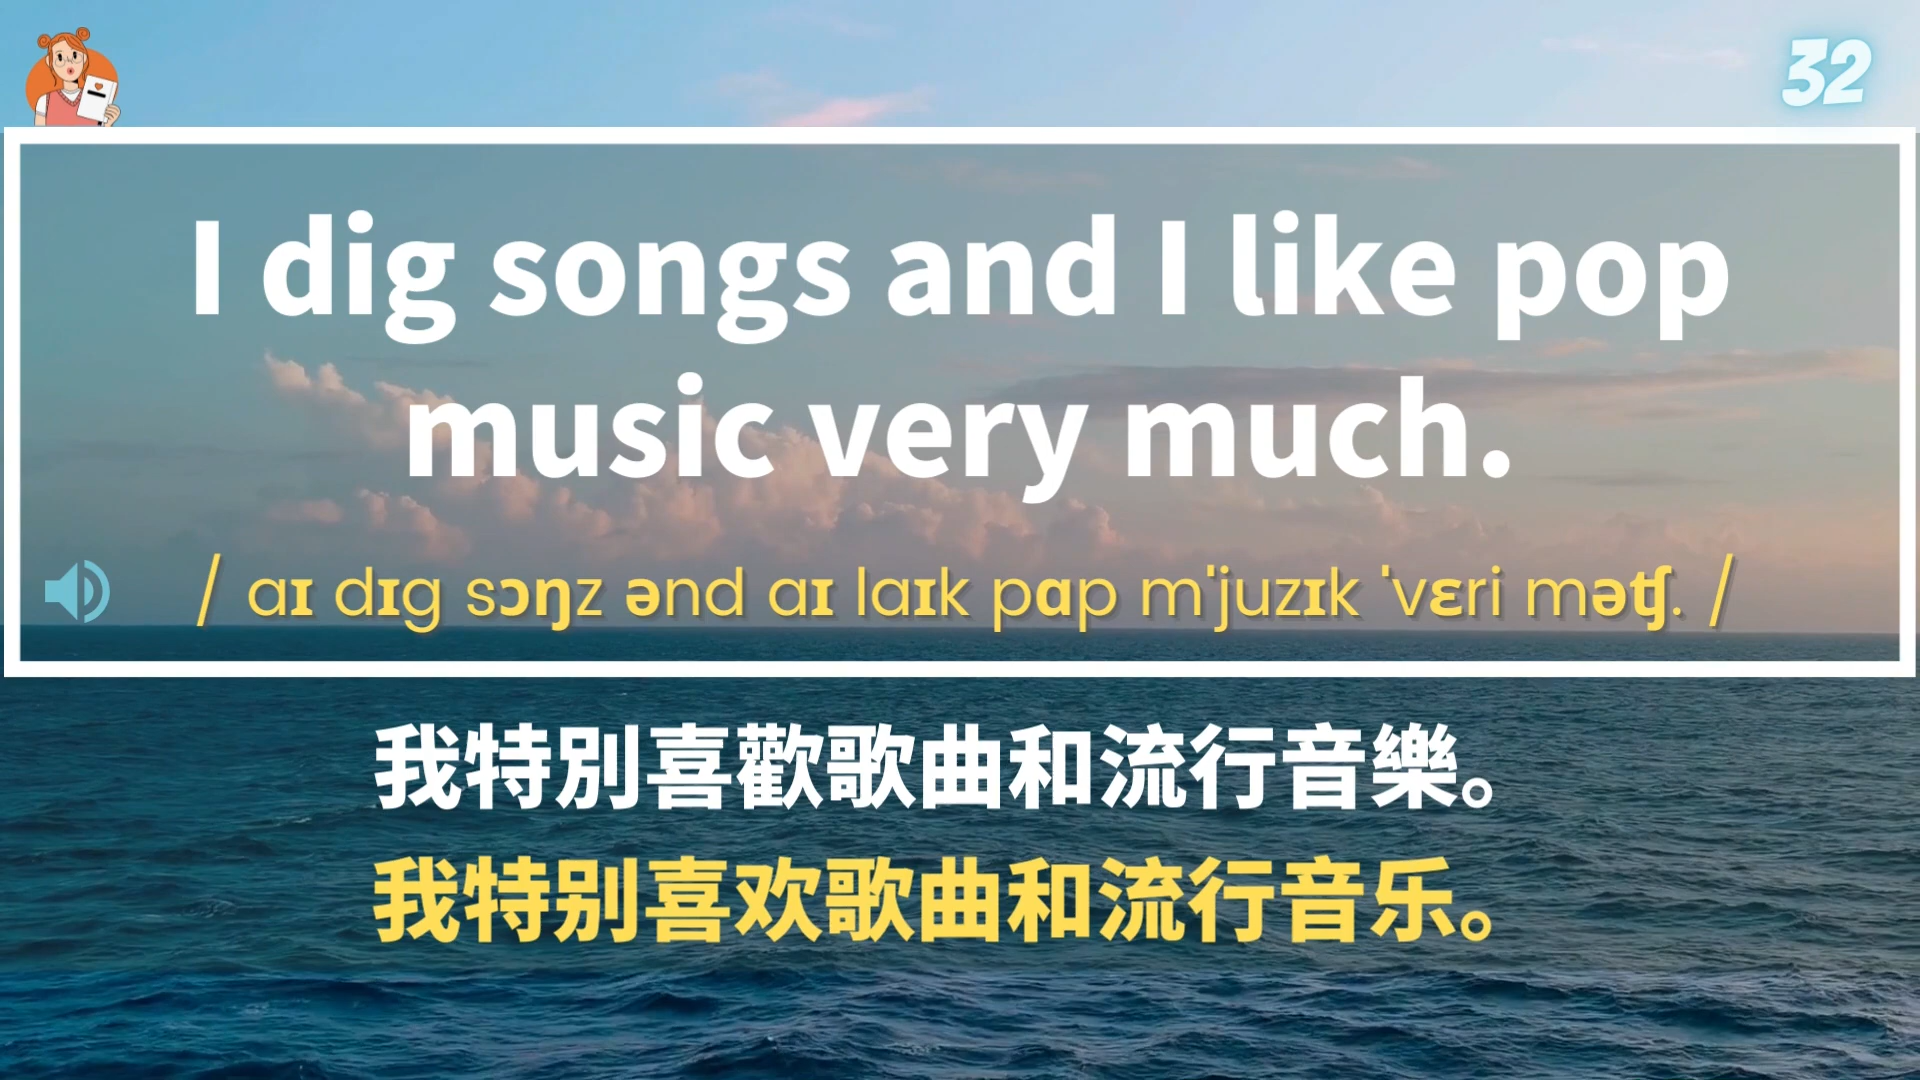 32
I dig songs and I like pop
music very much.
/ aɪ dɪg sɔŋz ənd aɪ laɪk pɑp m'juzɪk 'vɛri məʧ. /
我特別喜歡歌曲和流行音樂。
我特别喜欢歌曲和流行音乐。